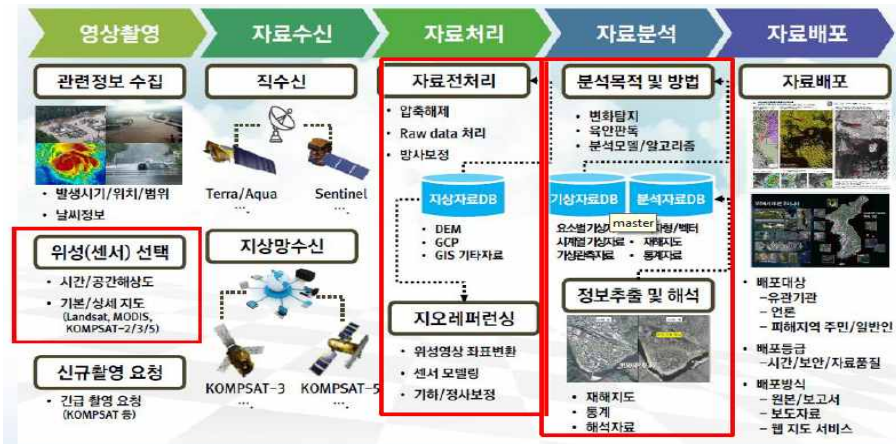 영상촬영
자료수신
자료처리
자료분석
자료배포
관련정보 수집
• 발생시기/위치/범위
• 날씨정보
위성(센서) 선택
• 시간/공간해상도
• 기본/상세 지도
(Landsat, MODIS,
KOMPSAT-2/3/5)
신규촬영 요청
• 긴급 촬영 요청
(KOMPSAT 등)
직수신
Terra/Aqua
…
Sentinel
…
지상망수신
KOMPSAT-3
…
KOMPSAT-5
…
자료전처리
• 압축해제
• Raw data 처리
• 방사보정
지상자료DB
• DEM
• GCP
• GIS 기타자료
지오레퍼런싱
• 위성영상 좌표변환
• 센서 모델링
• 기하/정사보정
분석목적 및 방법
• 변화탐지
• 육안판독
• 분석모델/알고리즘
기상자료DB
분석자료DB
master
요소별기상
형/벡터
시계열기상자료
• 재해지도
기상관측자료
• 통계자료
정보추출 및 해석
• 재해지도
• 통계
• 해석자료
자료배포
• 배포대상
–유관기관
– 언론
– 피해지역 주민/일반인
• 배포등급
–시간/보안/자료품질
• 배포방식
– 원본/보고서
– 보도자료
– 웹 지도 서비스